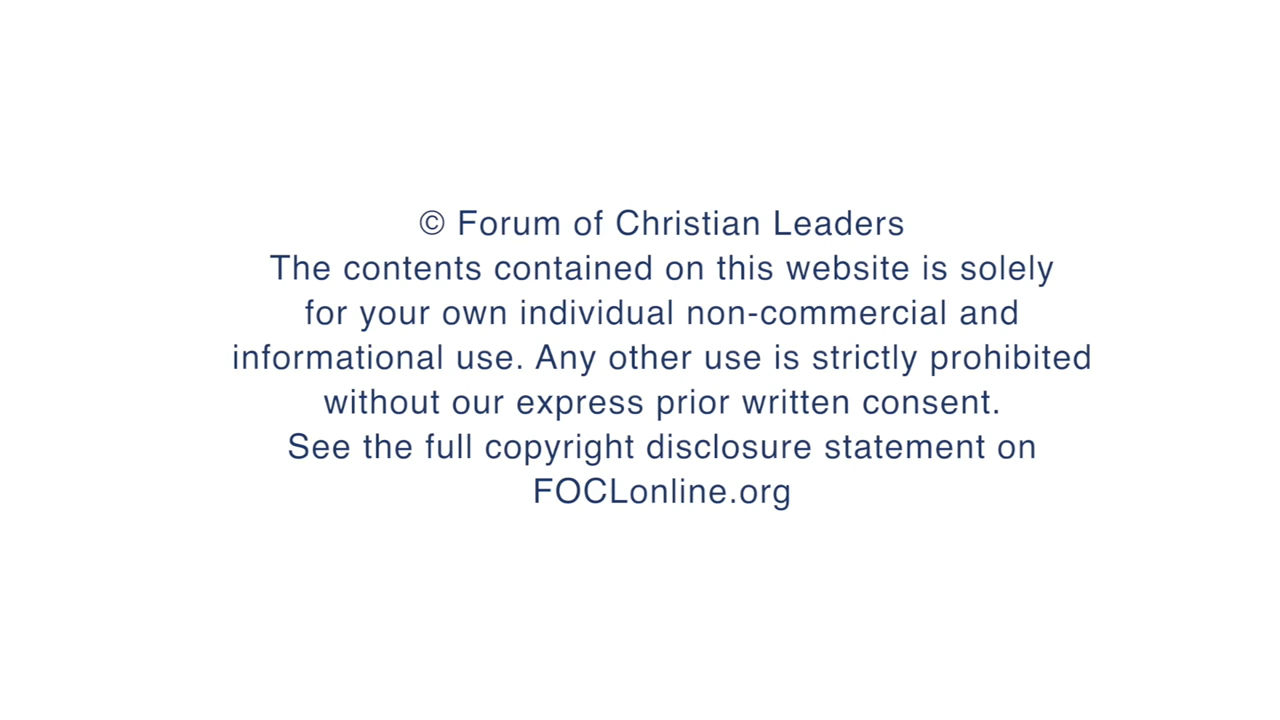 © Forum of Christian Leaders
The contents contained on this website is solely
for your own individual non-commercial and
informational use. Any other use is strictly prohibited
without our express prior written consent.
See the full copyright disclosure statement on
FOCLonline.org